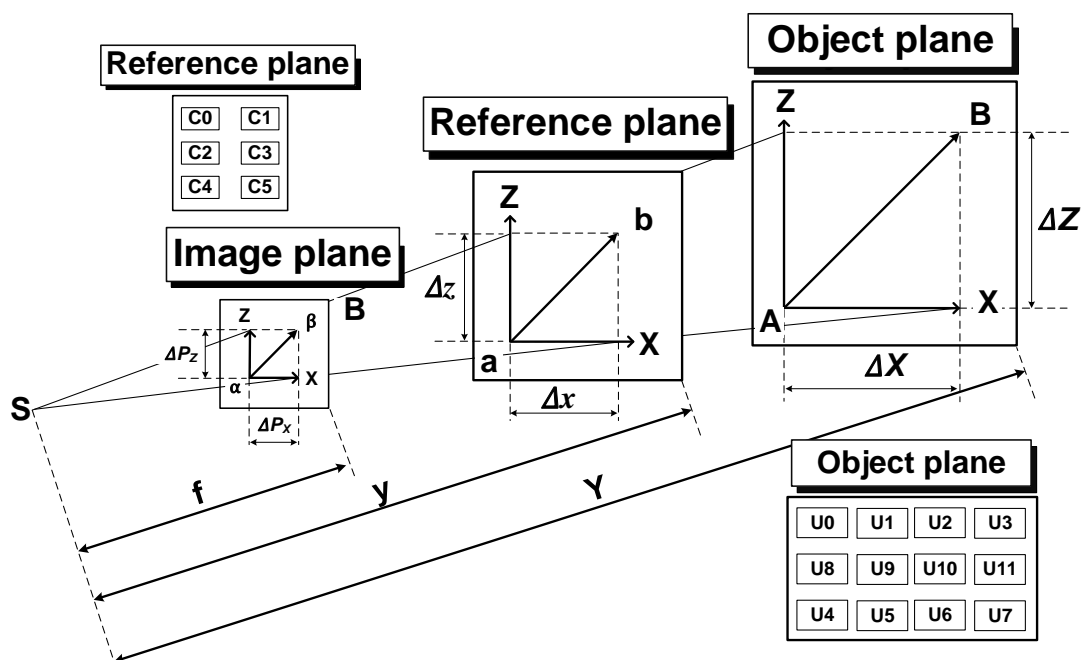 Object plane
Reference plane
Z
B
C0 C1
C2 C3
C4 C5
Reference plane
Z
b
ΔZ
Image plane
B
Δz
Z
β
A
X
ΔPZ
a
X
α
X
ΔX
S
Δx
ΔPX
Object plane
f
y
Y
U0 U1 U2 U3
U8 U9 U10 U11
U4 U5 U6 U7